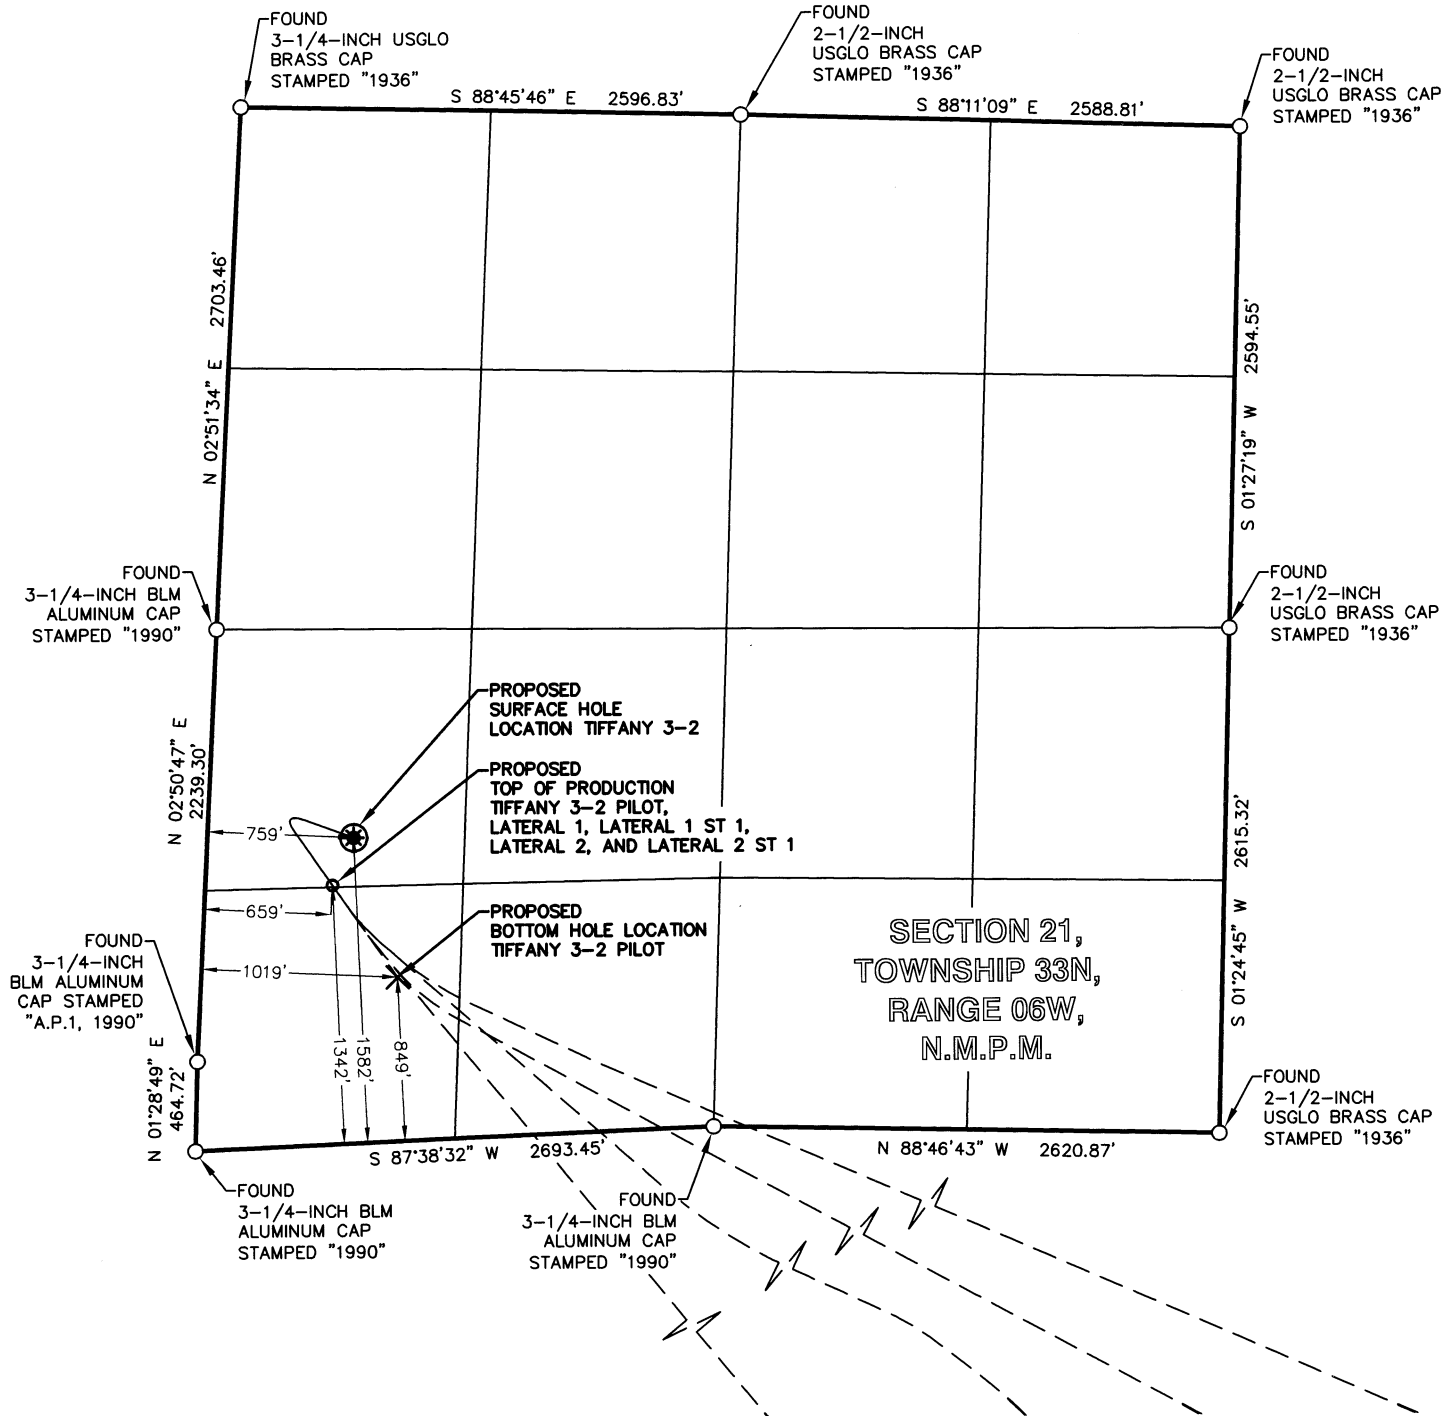 FOUND
3-1/4-INCH USGLO
BRASS CAP
STAMPED "1936"
FOUND
2-1/2-INCH
USGLO BRASS CAP
STAMPED "1936"
FOUND
2-1/2-INCH
USGLO BRASS CAP
STAMPED "1936"
S 88°45'46" E 2596.83'
S 88°11'09" E 2588.81'
N 02°51'34" E 2703.46'
S 01°27'19" W 2594.55'
FOUND
3-1/4-INCH BLM
ALUMINUM CAP
STAMPED "1990"
FOUND
2-1/2-INCH
USGLO BRASS CAP
STAMPED "1936"
PROPOSED
SURFACE HOLE
LOCATION TIFFANY 3-2
PROPOSED
TOP OF PRODUCTION
TIFFANY 3-2 PILOT,
LATERAL 1, LATERAL 1 ST 1,
LATERAL 2, AND LATERAL 2 ST 1
N 02°50'47" E
2239.30'
759'
659'
PROPOSED
BOTTOM HOLE LOCATION
TIFFANY 3-2 PILOT
1019'
1342'
1582'
849'
SECTION 21,
TOWNSHIP 33N,
RANGE 06W,
N.M.P.M.
S 01°24'45" W 2615.32'
FOUND
3-1/4-INCH
BLM ALUMINUM
CAP STAMPED
"A.P.1, 1990"
N 01°28'49" E
464.72'
S 87°38'32" W 2693.45'
N 88°46'43" W 2620.87'
FOUND
2-1/2-INCH
USGLO BRASS CAP
STAMPED "1936"
FOUND
3-1/4-INCH BLM
ALUMINUM CAP
STAMPED "1990"
FOUND
3-1/4-INCH BLM
ALUMINUM CAP
STAMPED "1990"